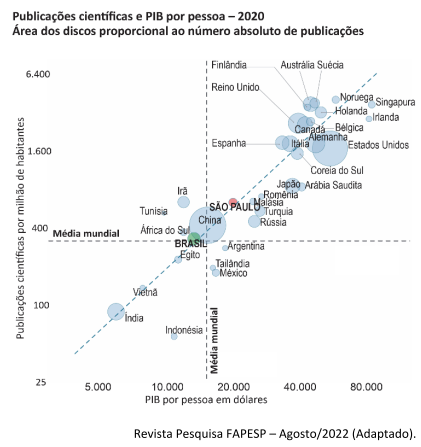 Publicações científicas e PIB por pessoa – 2020
Área dos discos proporcional ao número absoluto de publicações
Publicações científicas por milhão de habitantes
6.400
1.600
400
100
25
Finlândia
Austrália Suécia
Reino Unido
Noruega
Singapura
Holanda
Irlanda
Canadá
Bélgica
Alemanha
Espanha
Itália
Estados Unidos
Coreia do Sul
Japão
Arábia Saudita
Irã
Romênia
SÃO PAULO
Malásia
Tunísia
China
Turquia
África do Sul
Rússia
Média mundial
BRASIL
Argentina
Egito
Tailândia
México
Vietnã
Índia
Indonésia
Média mundial
5.000
10.000
20.000
40.000
80.000
PIB por pessoa em dólares
Revista Pesquisa FAPESP – Agosto/2022 (Adaptado).